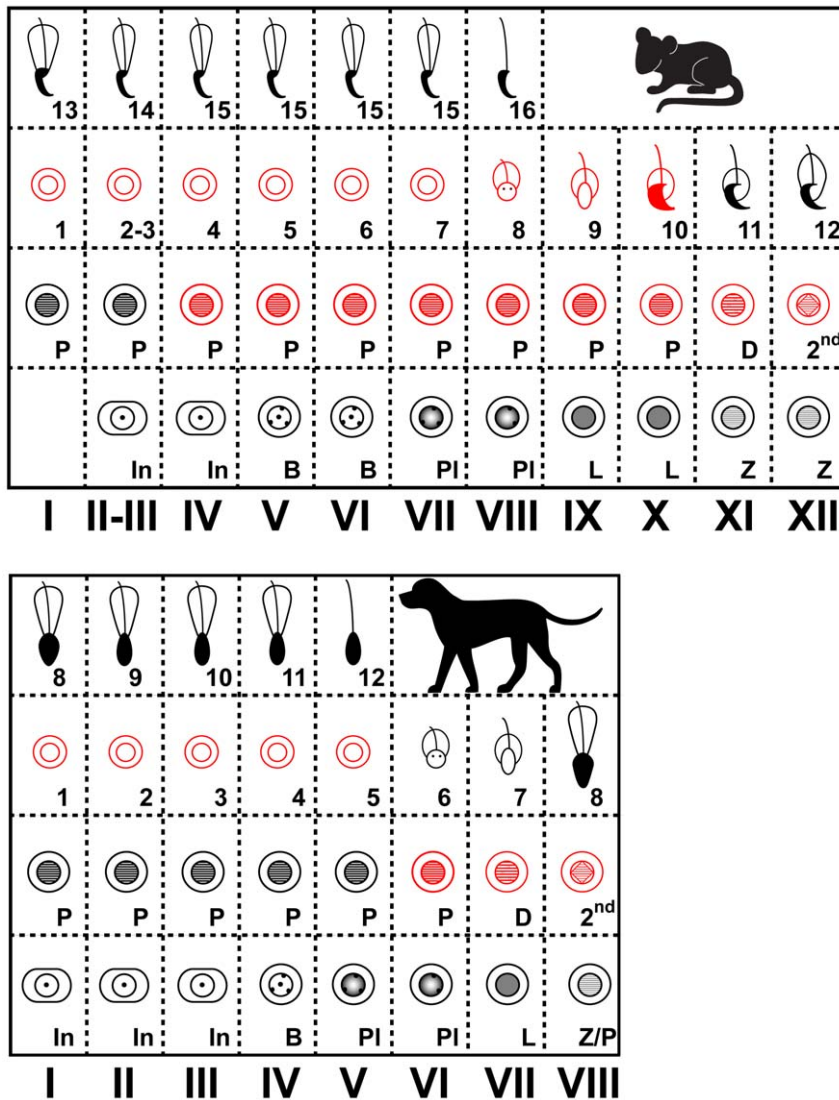 13 14 15 15 15 15 16
1 2-3 4 5 6 7 8 9 10 11 12
P P P P P P P P P D 2nd
In In B B Pl Pl L L Z Z
I II-III IV V VI VII VIII IX X XI XII
8 9 10 11 12
1 2 3 4 5 6 7 8
P P P P P P D 2nd
In In In B Pl Pl L Z/P
I II III IV V VI VII VIII